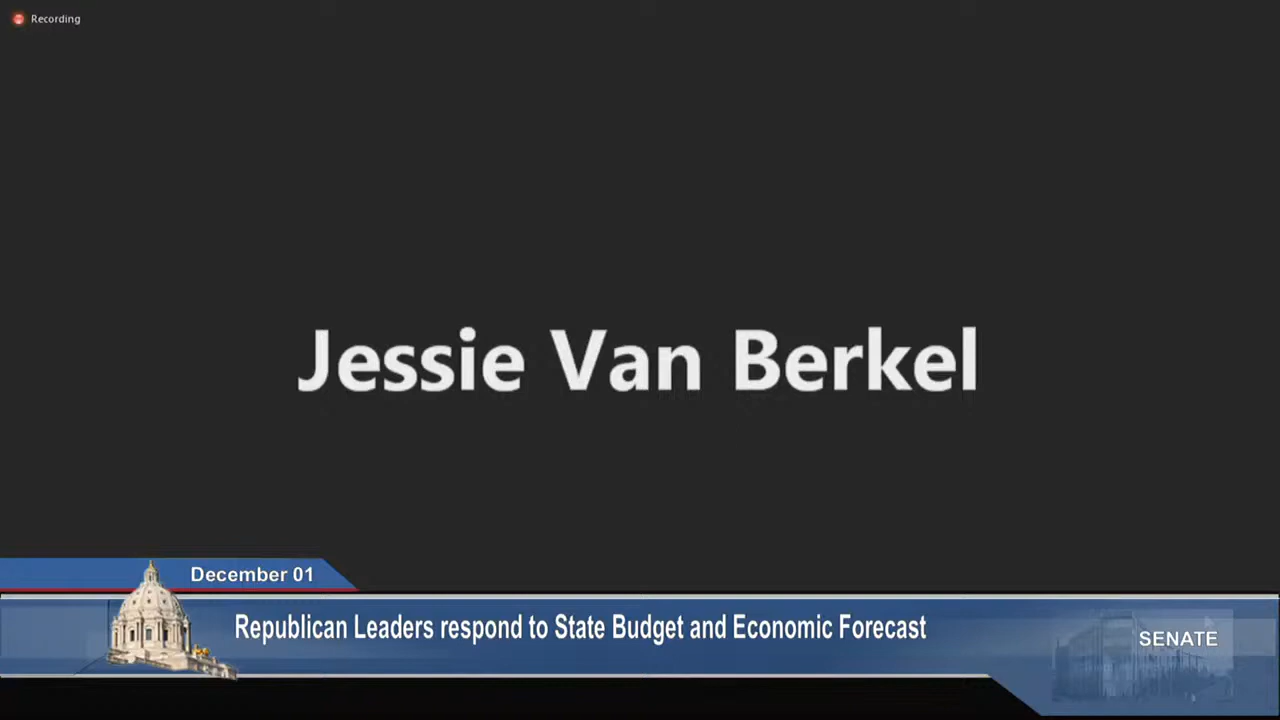 Recording
Jessie Van Berkel
December 01
Republican Leaders respond to State Budget and Economic Forecast
SENATE